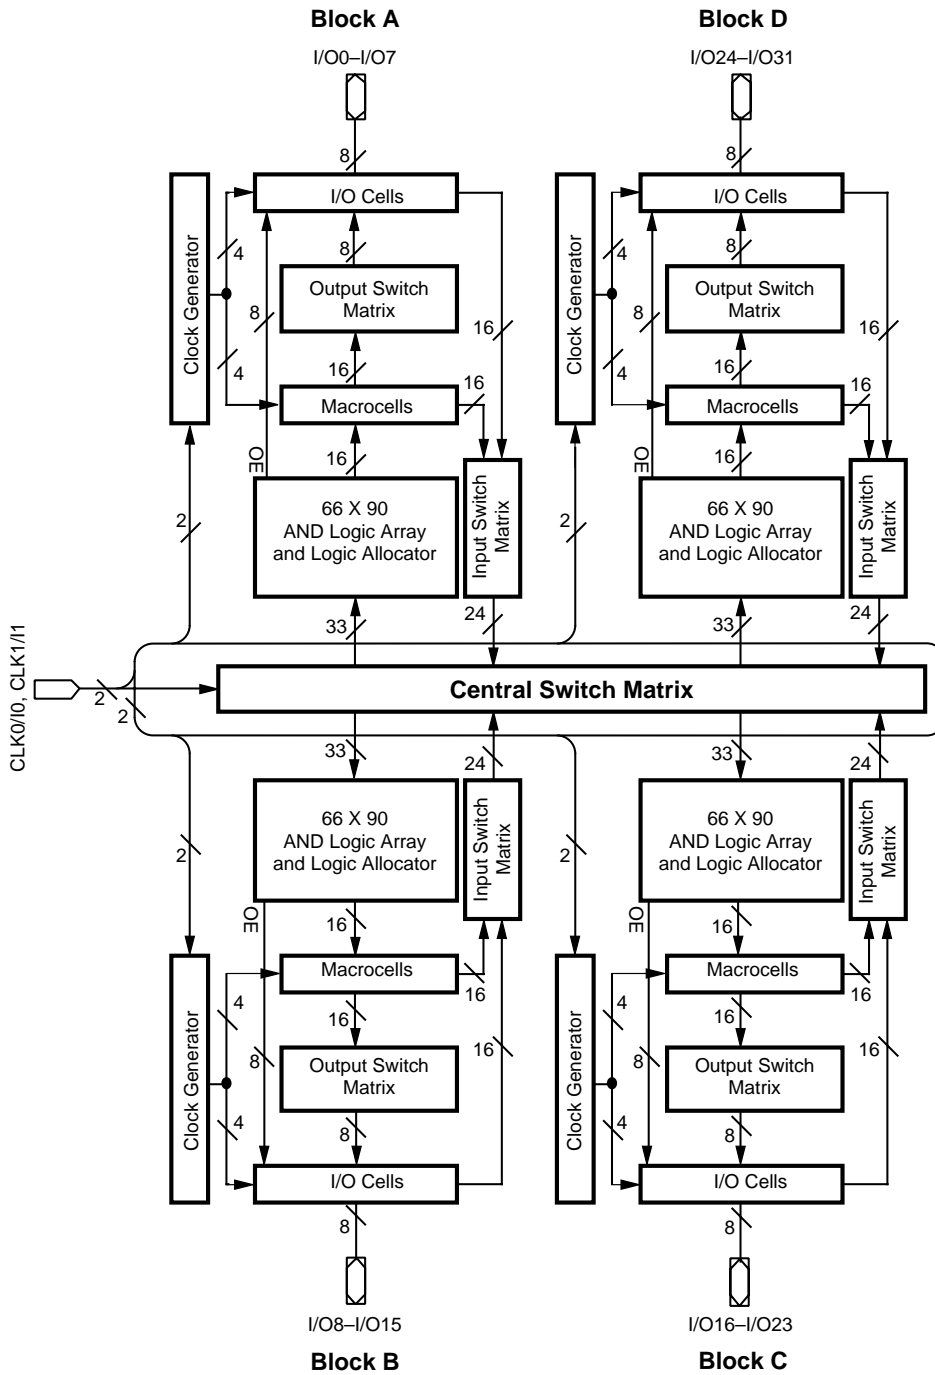 Block A
Block D
I/O0–I/O7
I/O24–I/O31
8
8
I/O Cells
I/O Cells
Clock Generator
4
8
8
Output Switch
Matrix
16
4
16
16
Macrocells
OE
16
Clock Generator
4
8
8
Output Switch
Matrix
16
4
16
16
Macrocells
OE
16
2
66 X 90
AND Logic Array
and Logic Allocator
Input Switch
Matrix
2
66 X 90
AND Logic Array
and Logic Allocator
Input Switch
Matrix
33
24
33
24
CLK0/I0, CLK1/I1
2
2
Central Switch Matrix
33
24
33
24
2
66 X 90
AND Logic Array
and Logic Allocator
Input Switch
Matrix
2
66 X 90
AND Logic Array
and Logic Allocator
Input Switch
Matrix
OE
16
Macrocells
16
4
16
Clock Generator
8
Output Switch
Matrix
16
4
8
I/O Cells
8
OE
16
Macrocells
16
4
16
Clock Generator
8
Output Switch
Matrix
16
4
8
I/O Cells
8
I/O8–I/O15
I/O16–I/O23
Block B
Block C